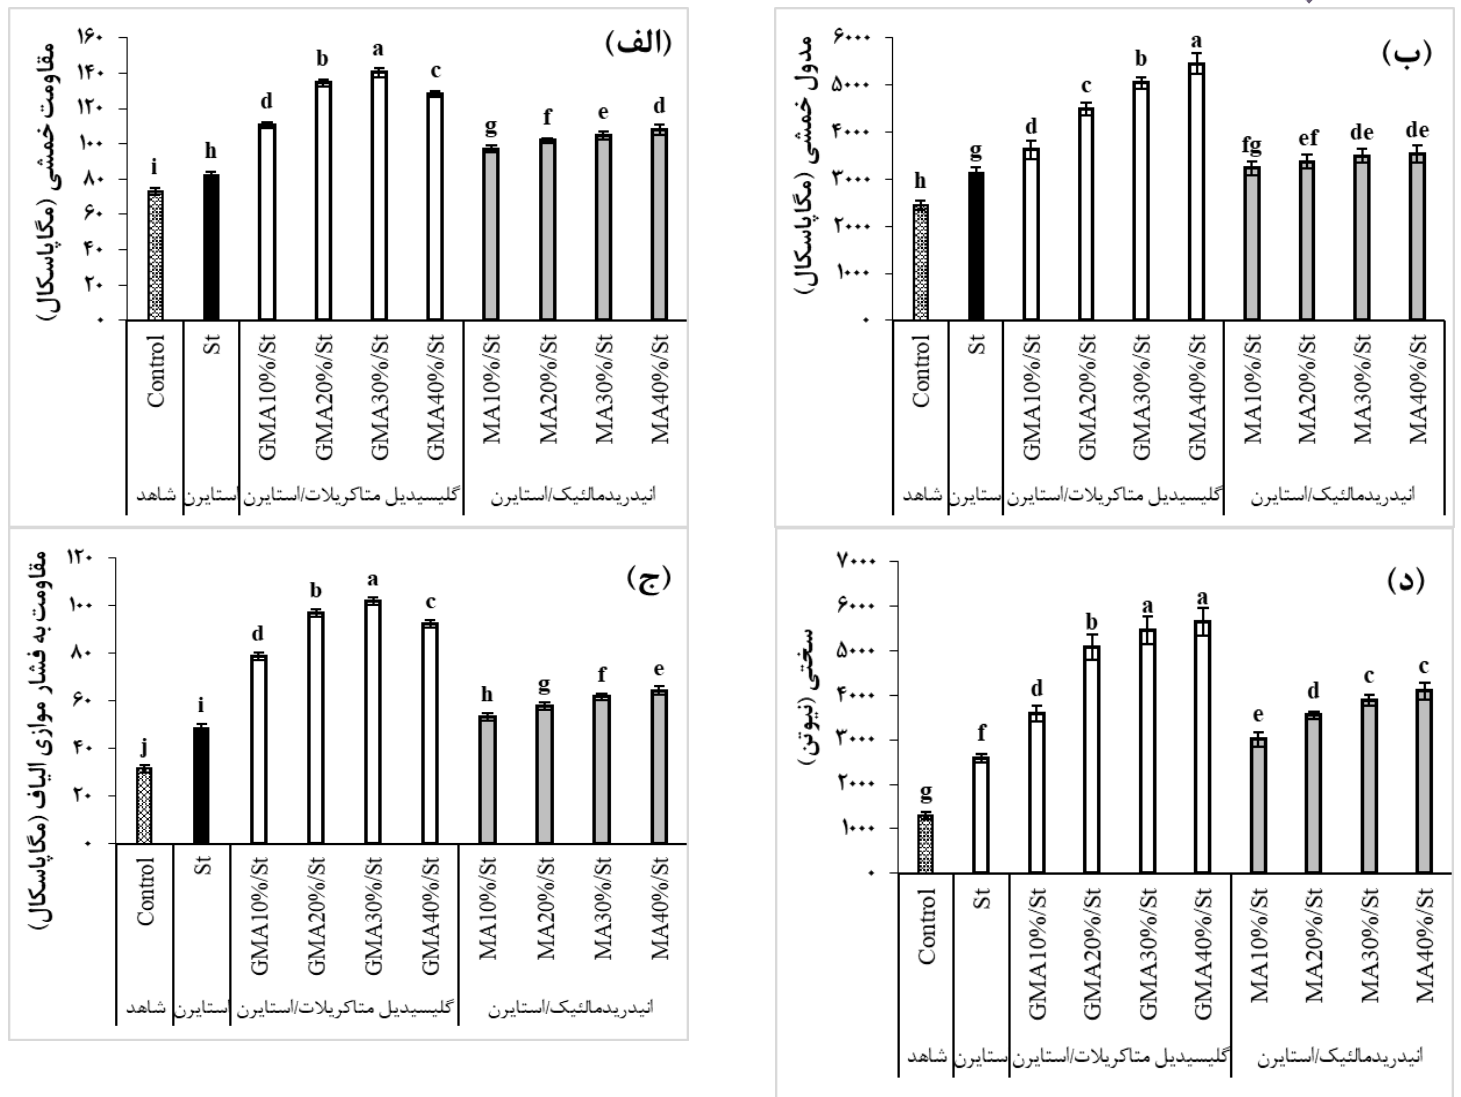 (الف)
مقاومت خمشی (مگاپاسکال)
۱۶۰
۱۴۰
۱۲۰
۱۰۰
۸۰
۶۰
۴۰
۲۰
۰
i h d b a c g f e d
Control St GMA10%/St GMA20%/St GMA30%/St GMA40%/St MA10%/St MA20%/St MA30%/St MA40%/St
شاهد استایرن گلیسیدیل متاکریلات/استایرن انیدریدمالئیک/استایرن
(ب)
مدول خمشی (مگاپاسکال)
۶۰۰۰
۵۰۰۰
۴۰۰۰
۳۰۰۰
۲۰۰۰
۱۰۰۰
۰
h g d c b a fg ef de de
Control St GMA10%/St GMA20%/St GMA30%/St GMA40%/St MA10%/St MA20%/St MA30%/St MA40%/St
شاهد ستایرن گلیسیدیل متاکریلات/استایرن انیدریدمالئیک/استایرن
(ج)
مقاومت به فشار موازی الیاف (مگاپاسکال)
۱۲۰
۱۰۰
۸۰
۶۰
۴۰
۲۰
۰
j i d b a c h g f e
Control St GMA10%/St GMA20%/St GMA30%/St GMA40%/St MA10%/St MA20%/St MA30%/St MA40%/St
شاهد استایرن گلیسیدیل متاکریلات/استایرن انیدریدمالئیک/استایرن
(د)
سختی (نیوتن)
۷۰۰۰
۶۰۰۰
۵۰۰۰
۴۰۰۰
۳۰۰۰
۲۰۰۰
۱۰۰۰
۰
g f d b a a e d c c
Control St GMA10%/St GMA20%/St GMA30%/St GMA40%/St MA10%/St MA20%/St MA30%/St MA40%/St
شاهد ستایرن گلیسیدیل متاکریلات/استایرن انیدریدمالئیک/استایرن